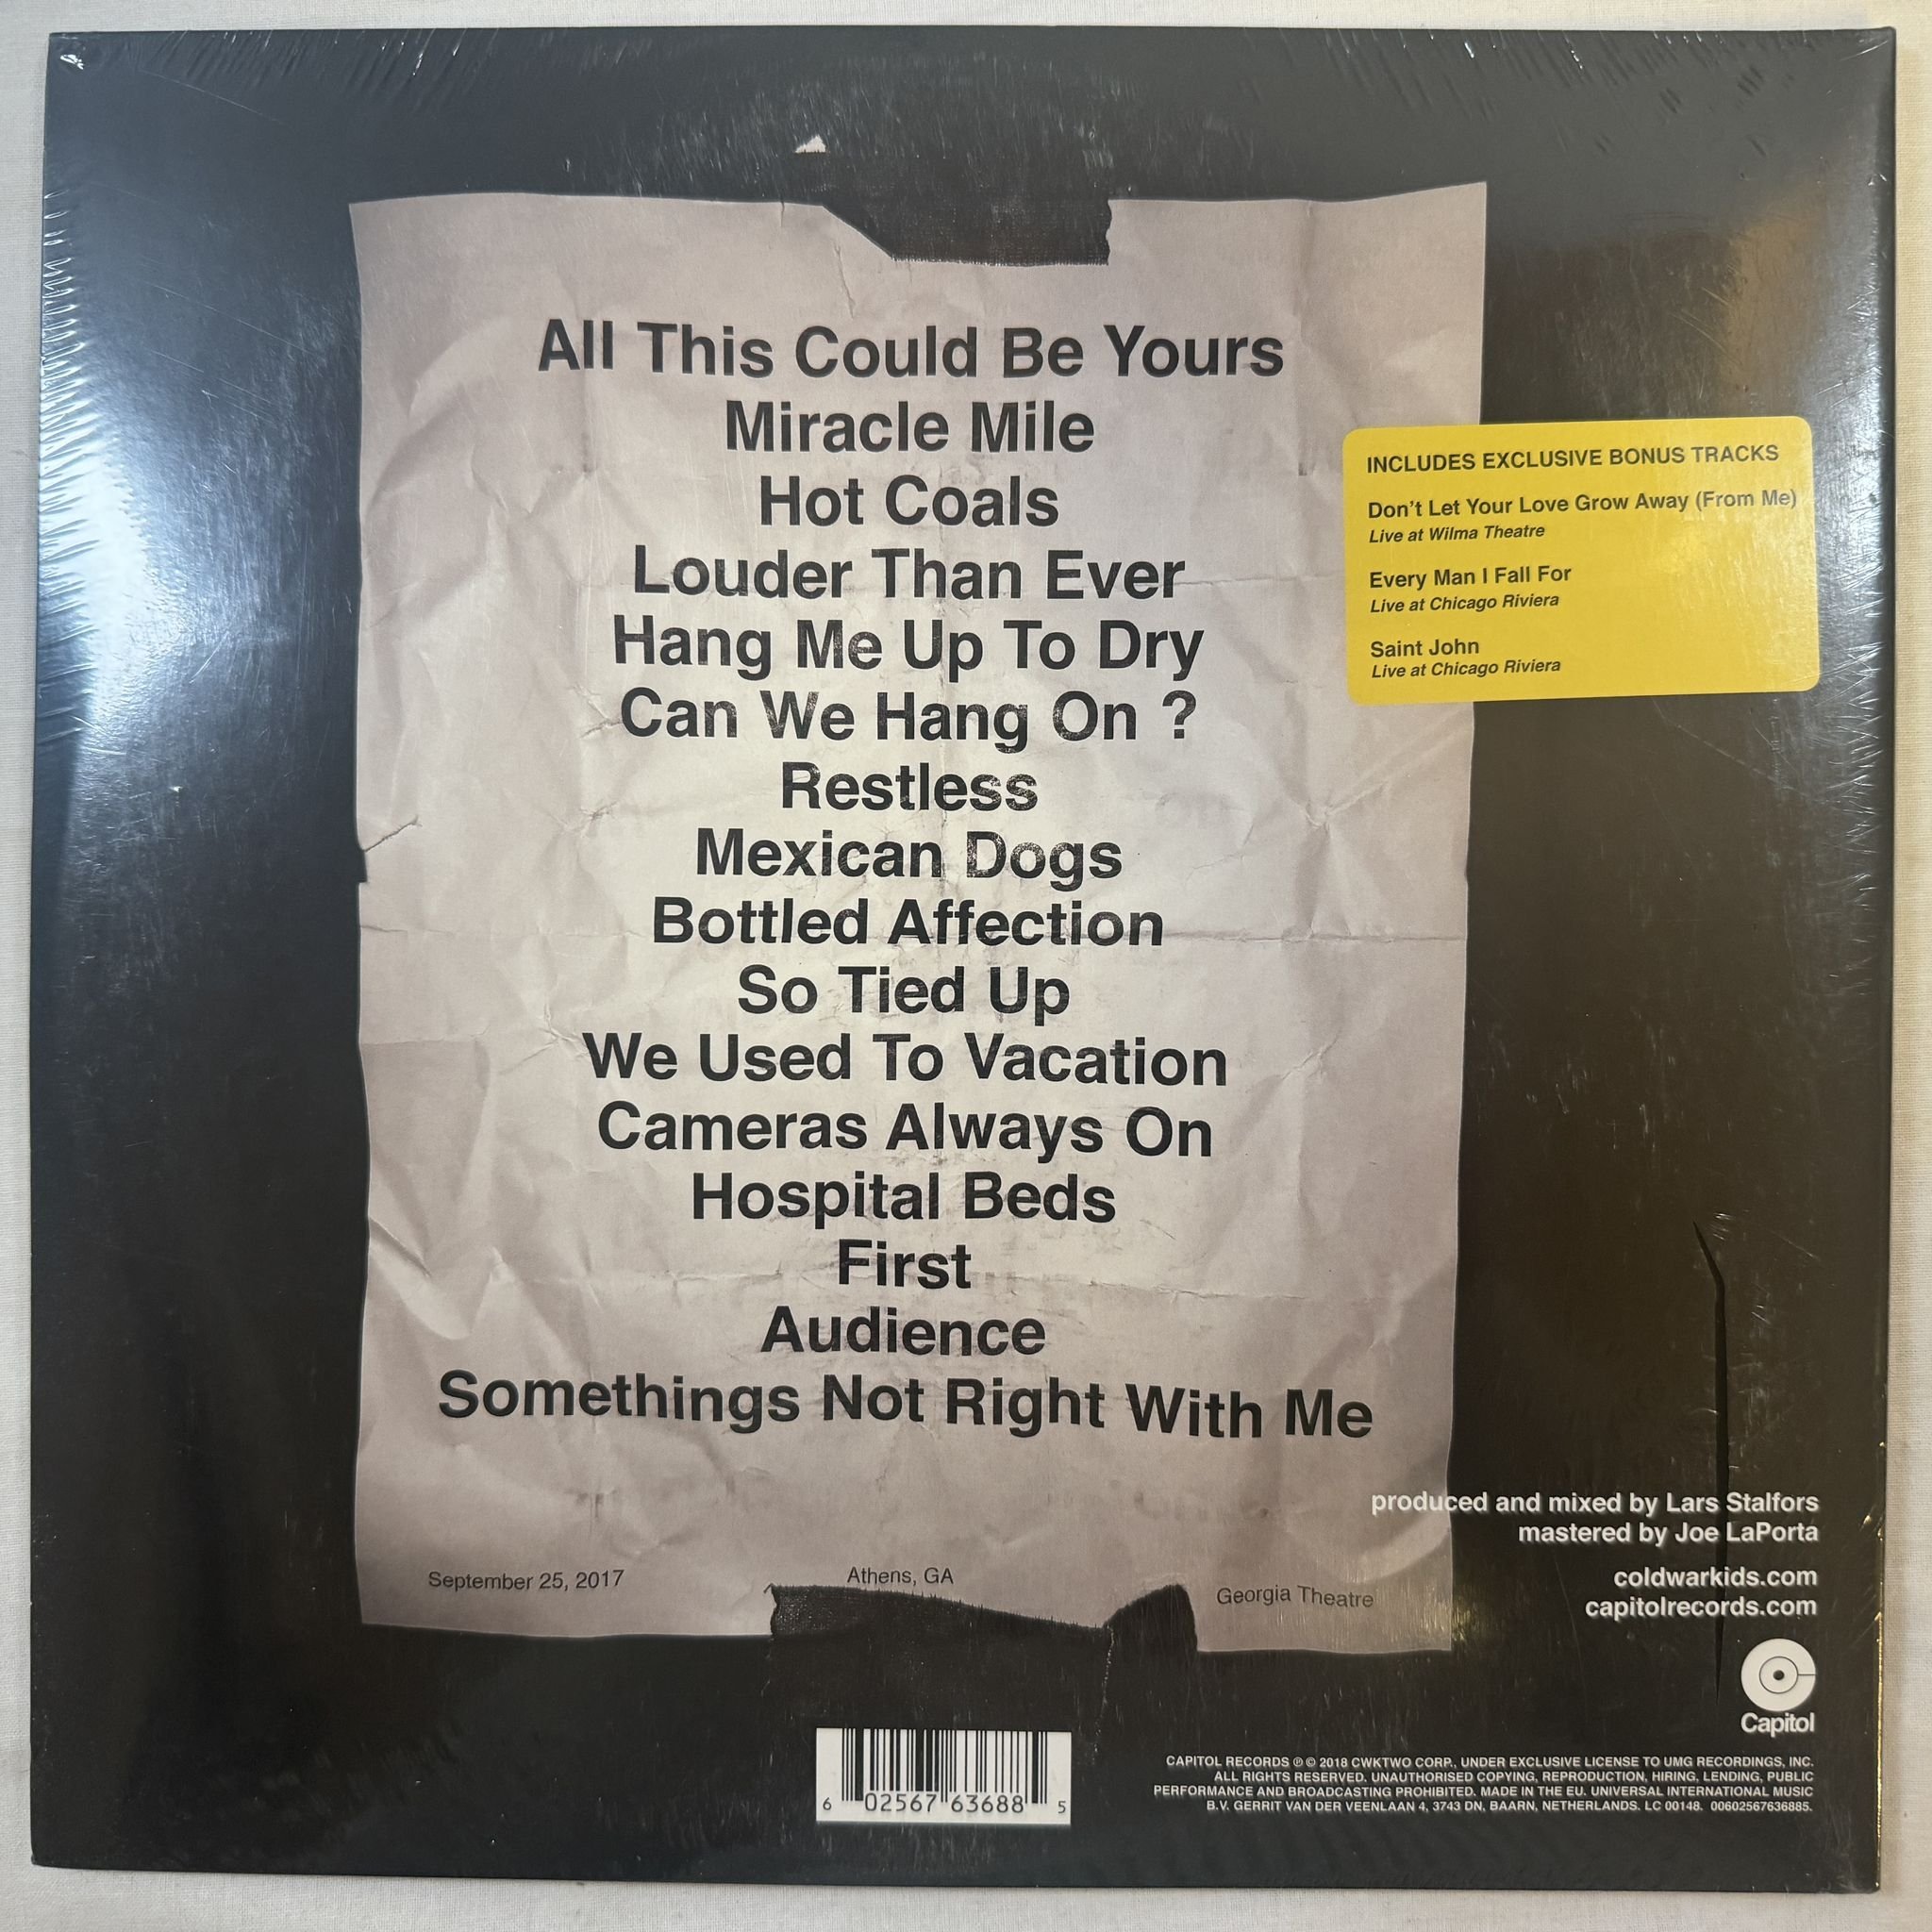 All This Could Be Yours
Miracle Mile
Hot Coals
Louder Than Ever
Hang Me Up To Dry
Can We Hang On ?
Restless
Mexican Dogs
Bottled Affection
So Tied Up
We Used To Vacation
Cameras Always On
Hospital Beds
First
Audience
Somethings Not Right With Me
September 25, 2017
Athens, GA
Georgia Theatre
INCLUDES EXCLUSIVE BONUS TRACKS
Don't Let Your Love Grow Away (From Me)
Live at Wilma Theatre
Every Man I Fall For
Live at Chicago Riviera
Saint John
Live at Chicago Riviera
produced and mixed by Lars Stalfors
mastered by Joe LaPorta
coldwarkids.com
capitolrecords.com
Capitol
6 02567 63688 5
CAPITOL RECORDS ℗ © 2018 CWKTWO CORP., UNDER EXCLUSIVE LICENSE TO UMG RECORDINGS, INC.
ALL RIGHTS RESERVED. UNAUTHORISED COPYING, REPRODUCTION, HIRING, LENDING, PUBLIC
PERFORMANCE AND BROADCASTING PROHIBITED. MADE IN THE EU. UNIVERSAL INTERNATIONAL MUSIC
B.V. GERRIT VAN DER VEENLAAN 4, 3743 DN, BAARN, NETHERLANDS. LC 00148. 00602567636885.